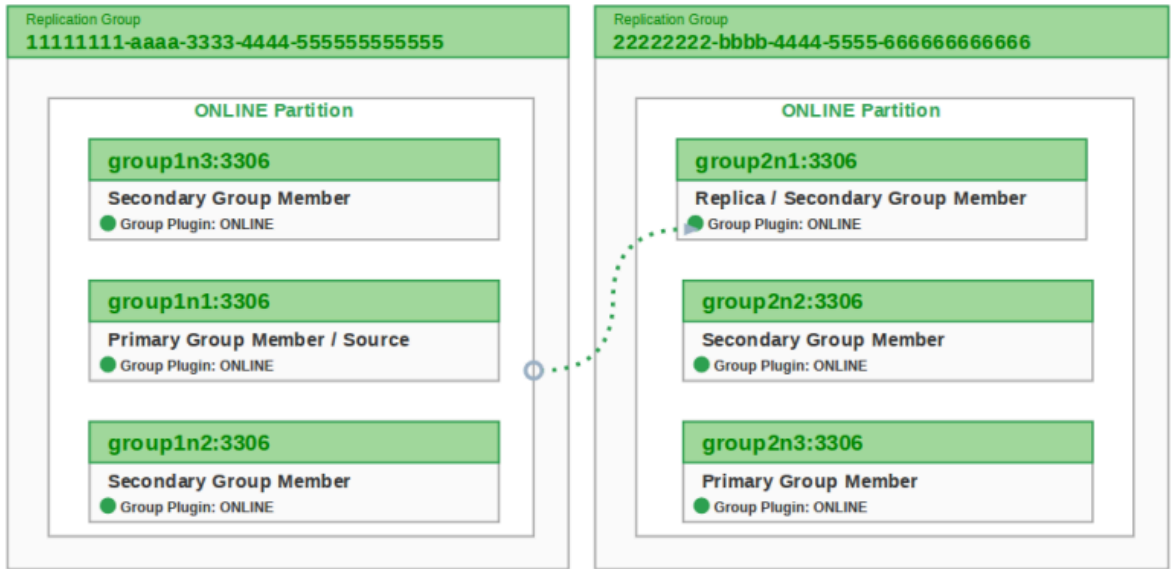 Replication Group
11111111-aaaa-3333-4444-555555555555
ONLINE Partition
group1n3:3306
Secondary Group Member
Group Plugin: ONLINE
group1n1:3306
Primary Group Member / Source
Group Plugin: ONLINE
group1n2:3306
Secondary Group Member
Group Plugin: ONLINE
Replication Group
22222222-bbbb-4444-5555-666666666666
ONLINE Partition
group2n1:3306
Replica / Secondary Group Member
Group Plugin: ONLINE
group2n2:3306
Secondary Group Member
Group Plugin: ONLINE
group2n3:3306
Primary Group Member
Group Plugin: ONLINE